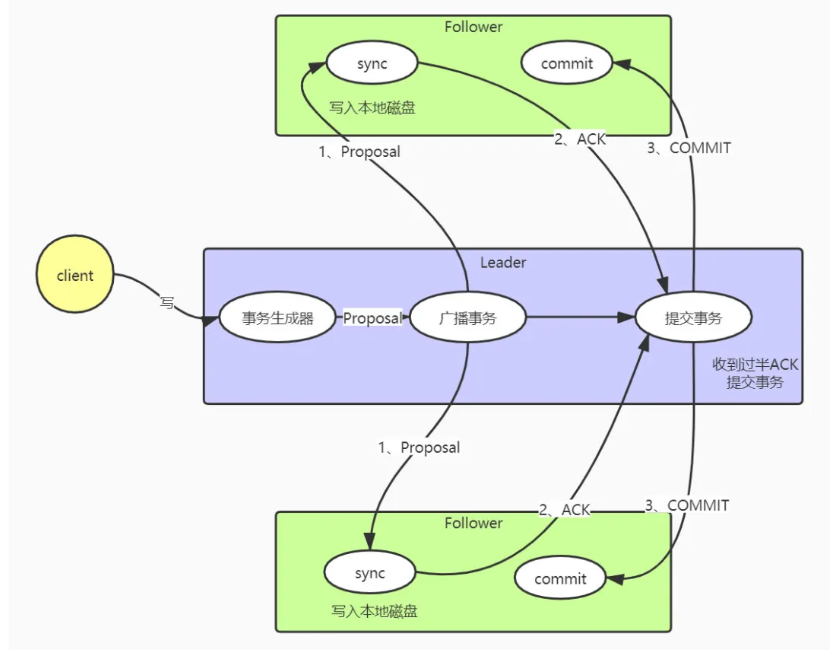 Follower
sync
commit
写入本地磁盘
1、Proposal
2、ACK
3、COMMIT
Leader
client
写
事务生成器
Proposal
广播事务
提交事务
收到过半ACK
提交事务
1、Proposal
2、ACK
3、COMMIT
Follower
sync
commit
写入本地磁盘